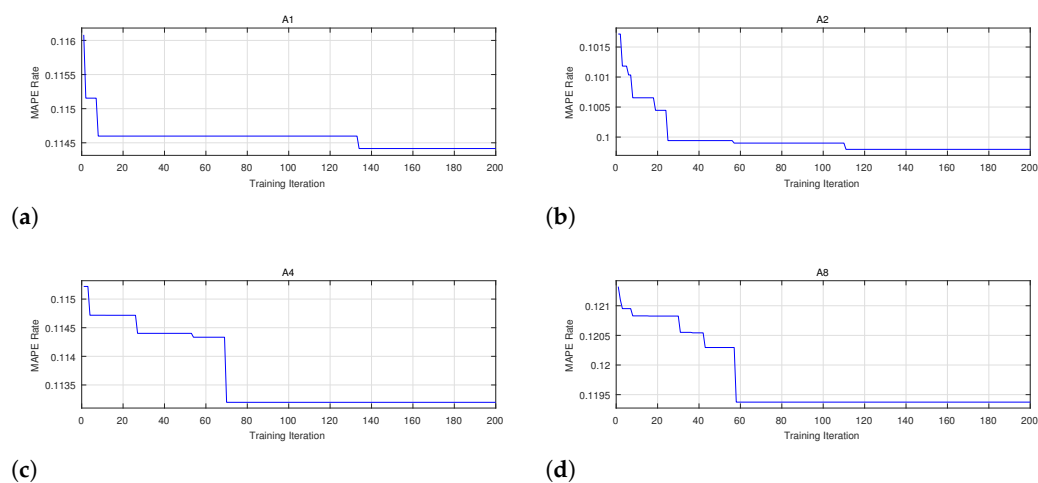 A1
MAPE Rate
0.116
0.1155
0.115
0.1145
0 20 40 60 80 100 120 140 160 180 200
Training Iteration
(a)
A2
MAPE Rate
0.1015
0.101
0.1005
0.1
0 20 40 60 80 100 120 140 160 180 200
Training Iteration
(b)
A4
MAPE Rate
0.115
0.1145
0.114
0.1135
0 20 40 60 80 100 120 140 160 180 200
Training Iteration
(c)
A8
MAPE Rate
0.121
0.1205
0.12
0.1195
0 20 40 60 80 100 120 140 160 180 200
Training Iteration
(d)